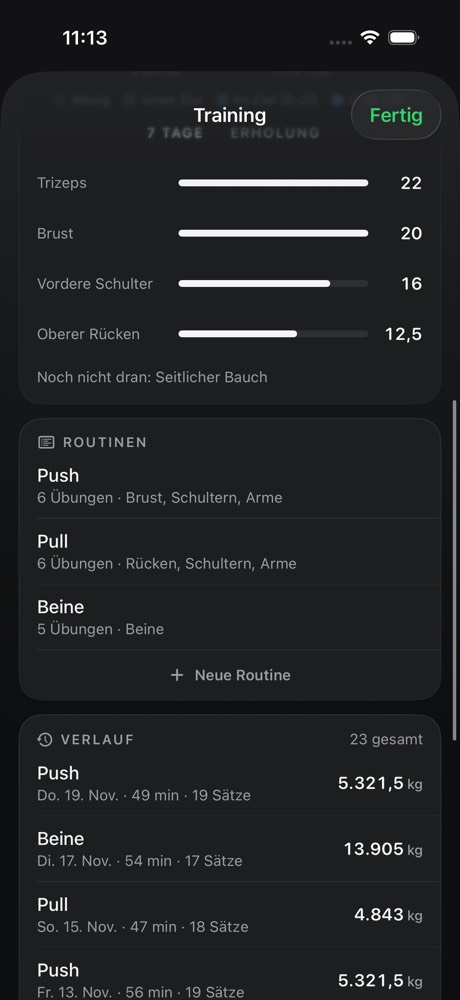 11:13
Training
Fertig
7 TAGE ERHOLUNG
Trizeps 22
Brust 20
Vordere Schulter 16
Oberer Rücken 12,5
Noch nicht dran: Seitlicher Bauch
ROUTINEN
Push
6 Übungen · Brust, Schultern, Arme
Pull
6 Übungen · Rücken, Schultern, Arme
Beine
5 Übungen · Beine
+ Neue Routine
VERLAUF 23 gesamt
Push
Do. 19. Nov. · 49 min · 19 Sätze
5.321,5 kg
Beine
Di. 17. Nov. · 54 min · 17 Sätze
13.905 kg
Pull
So. 15. Nov. · 47 min · 18 Sätze
4.843 kg
Push
Fr. 13. Nov. · 56 min · 19 Sätze
5.321,5 kg